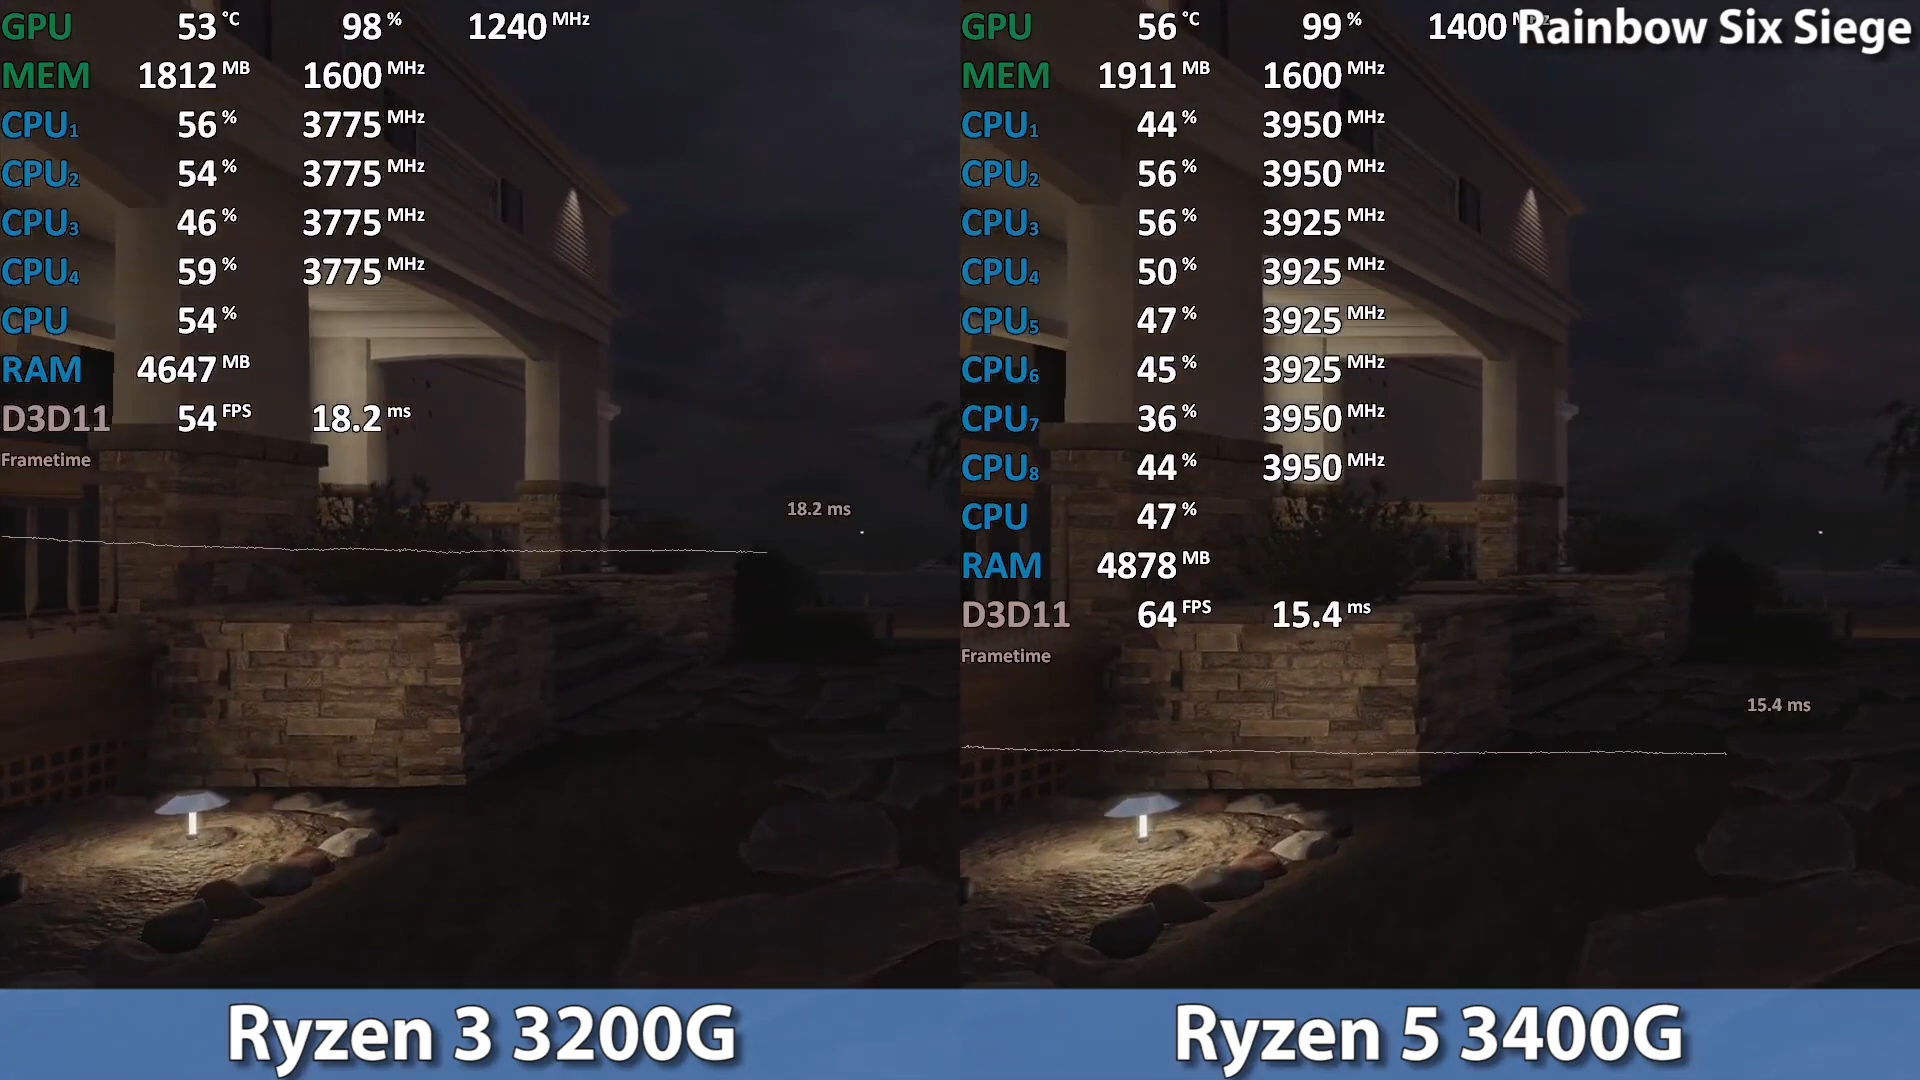 GPU 53 °C 98 % 1240 MHz
MEM 1812 MB 1600 MHz
CPU1 56 % 3775 MHz
CPU2 54 % 3775 MHz
CPU3 46 % 3775 MHz
CPU4 59 % 3775 MHz
CPU 54 %
RAM 4647 MB
D3D11 54 FPS 18.2 ms
Frametime
18.2 ms
Ryzen 3 3200G
Rainbow Six Siege
GPU 56 °C 99 % 1400 MHz
MEM 1911 MB 1600 MHz
CPU1 44 % 3950 MHz
CPU2 56 % 3950 MHz
CPU3 56 % 3925 MHz
CPU4 50 % 3925 MHz
CPU5 47 % 3925 MHz
CPU6 45 % 3925 MHz
CPU7 36 % 3950 MHz
CPU8 44 % 3950 MHz
CPU 47 %
RAM 4878 MB
D3D11 64 FPS 15.4 ms
Frametime
15.4 ms
Ryzen 5 3400G